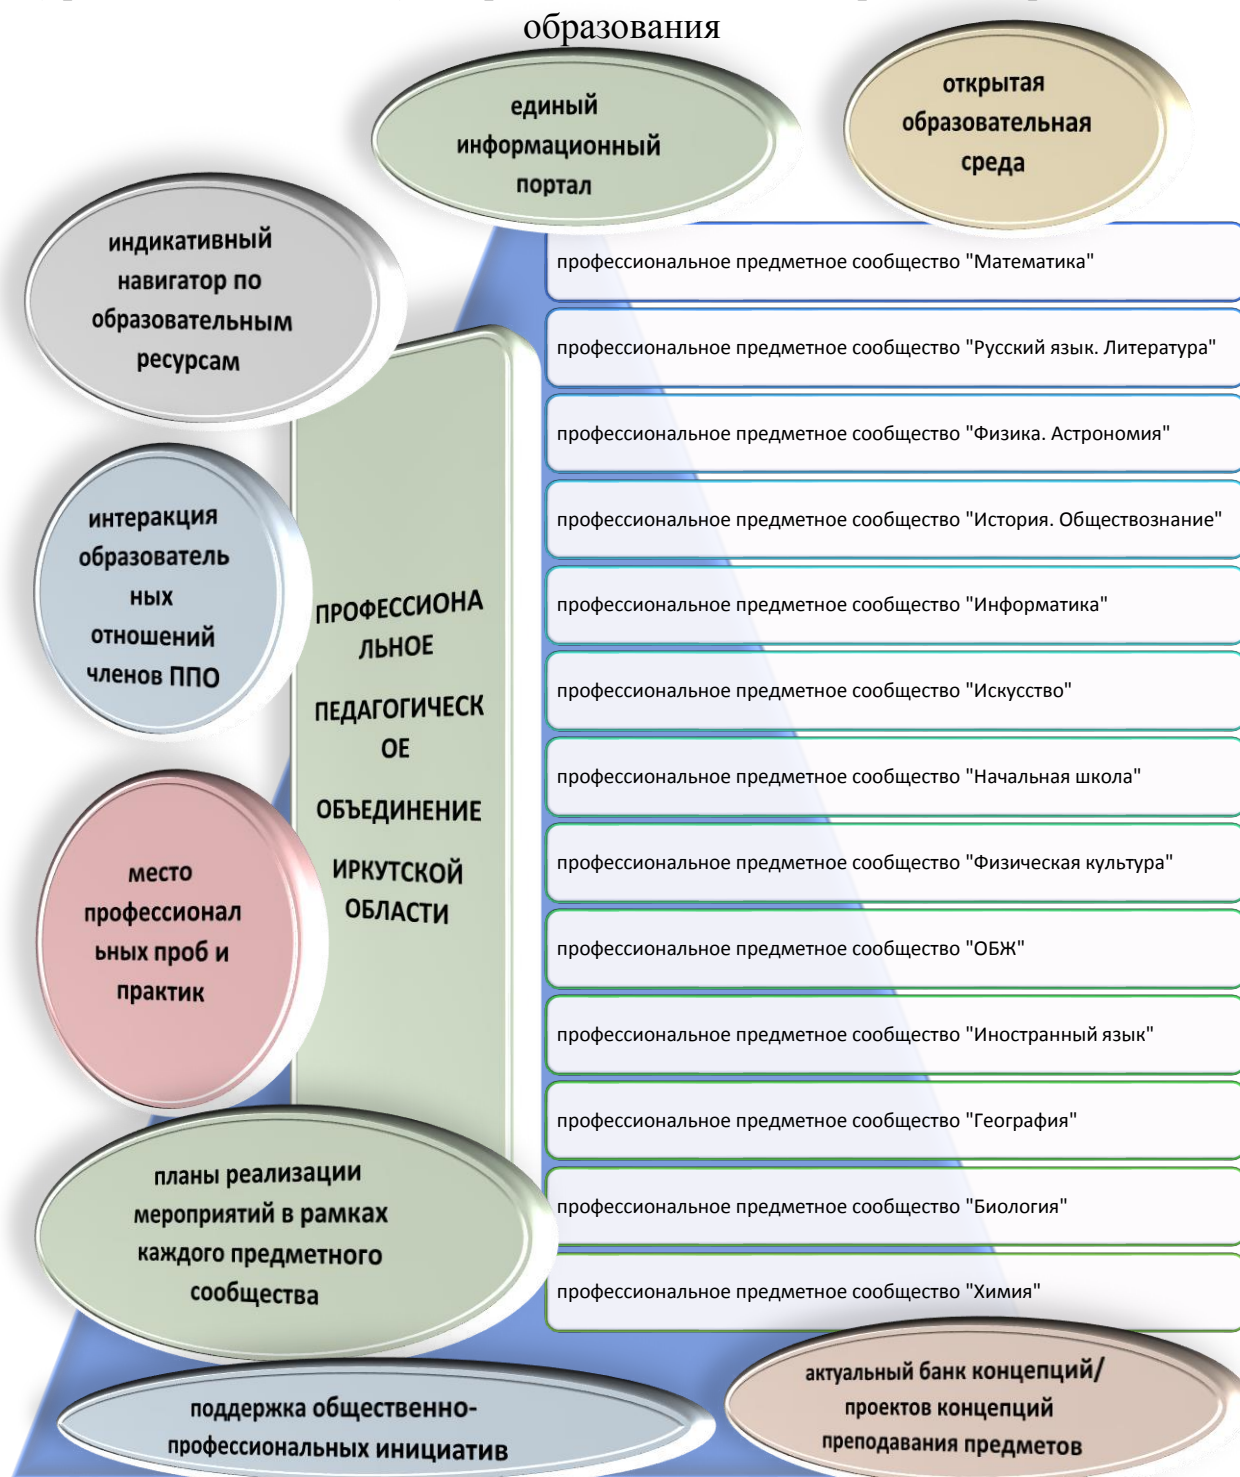 образования
единый
информационный
портал
открытая
образовательная
среда
индикативный
навигатор по
образовательным
ресурсам
интеракция
образователь
ных
отношений
членов ППО
место
профессионал
ьных проб и
практик
планы реализации
мероприятий в рамках
каждого предметного
сообщества
поддержка общественно-
профессиональных инициатив
актуальный банк концепций/
проектов концепций
преподавания предметов
ПРОФЕССИОНА
ЛЬНОЕ
ПЕДАГОГИЧЕСК
ОЕ
ОБЪЕДИНЕНИЕ
ИРКУТСКОЙ
ОБЛАСТИ
профессиональное предметное сообщество "Математика"
профессиональное предметное сообщество "Русский язык. Литература"
профессиональное предметное сообщество "Физика. Астрономия"
профессиональное предметное сообщество "История. Обществознание"
профессиональное предметное сообщество "Информатика"
профессиональное предметное сообщество "Искусство"
профессиональное предметное сообщество "Начальная школа"
профессиональное предметное сообщество "Физическая культура"
профессиональное предметное сообщество "ОБЖ"
профессиональное предметное сообщество "Иностранный язык"
профессиональное предметное сообщество "География"
профессиональное предметное сообщество "Биология"
профессиональное предметное сообщество "Химия"